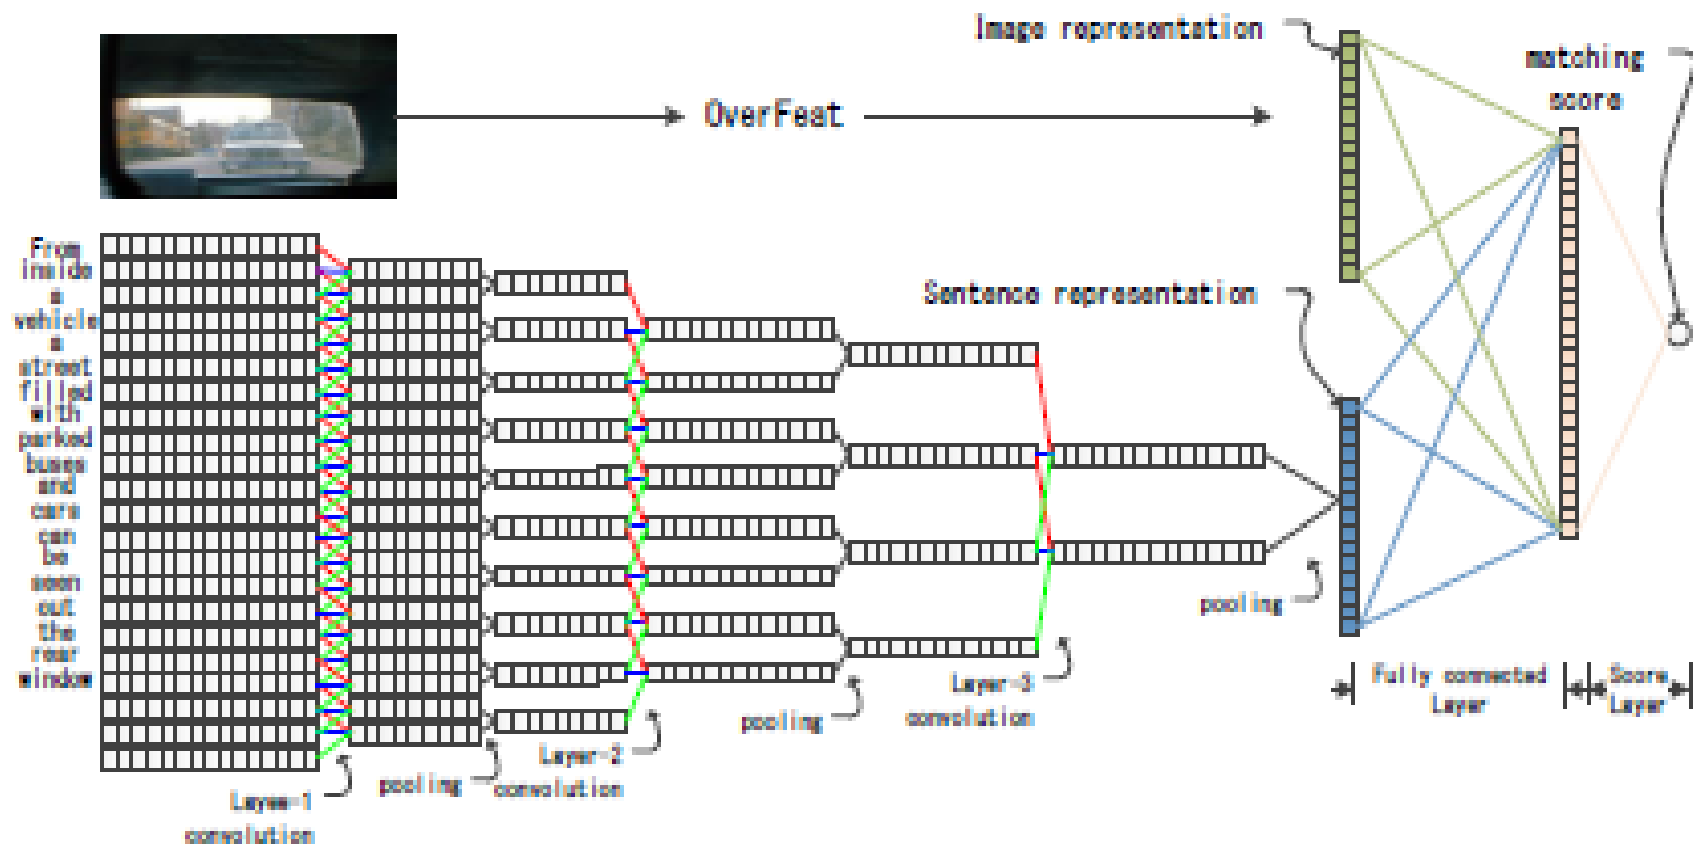 Image representation
matching
score
OverFeat
Sentence representation
From
inside
a
vehicle
a
street
filled
with
parked
buses
and
cars
can
be
seen
out
the
rear
window
pooling
Fully connected
Layer
Score
Layer
Layer-3
convolution
pooling
Layer-2
convolution
pooling
Layer-1
convolution